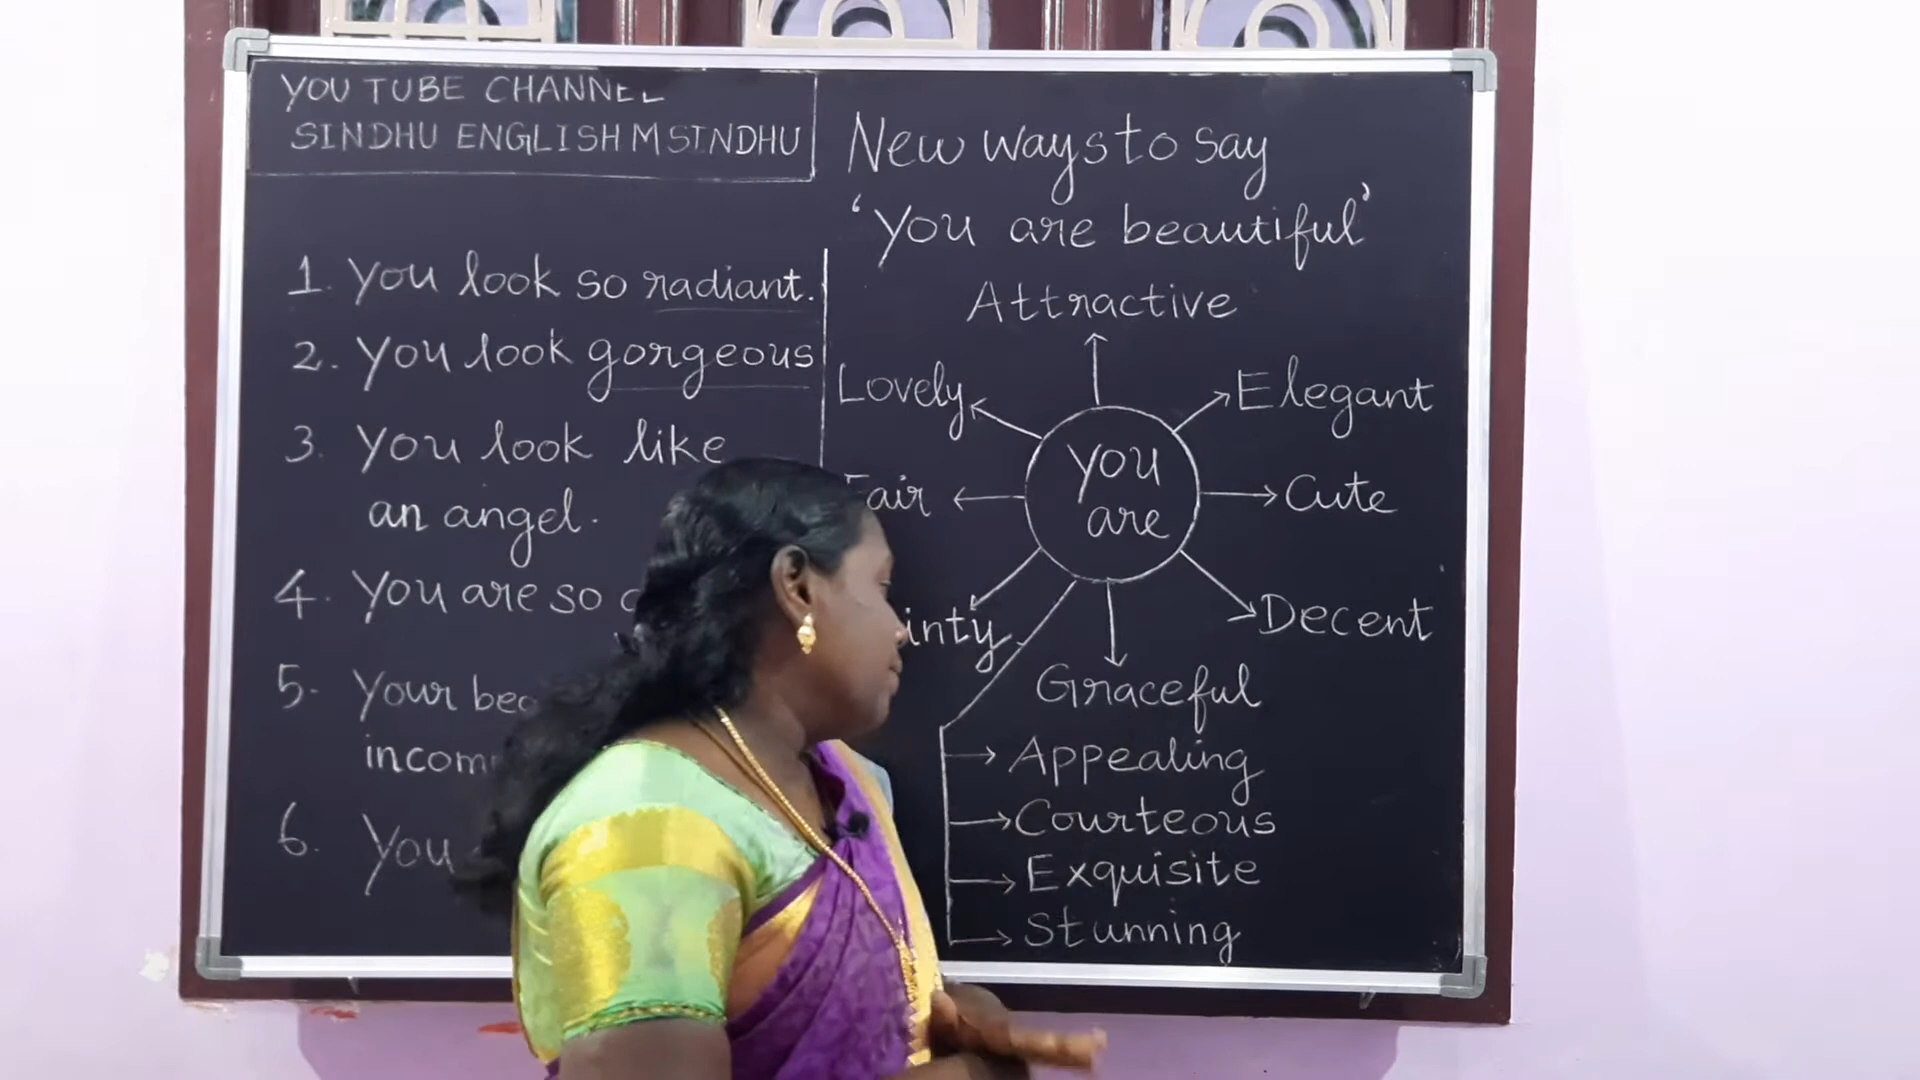 YOU TUBE CHANNEL
SINDHU ENGLISH M SINDHU
1. You look so radiant.
2. You look gorgeous
3. You look like
an angel.
4. You are so
5. Your
6. You
New ways to say
'You are beautiful'
Attractive
Lovely
Elegant
You
are
Fair
Cute
Decent
Graceful
Appealing
Courteous
Exquisite
Stunning